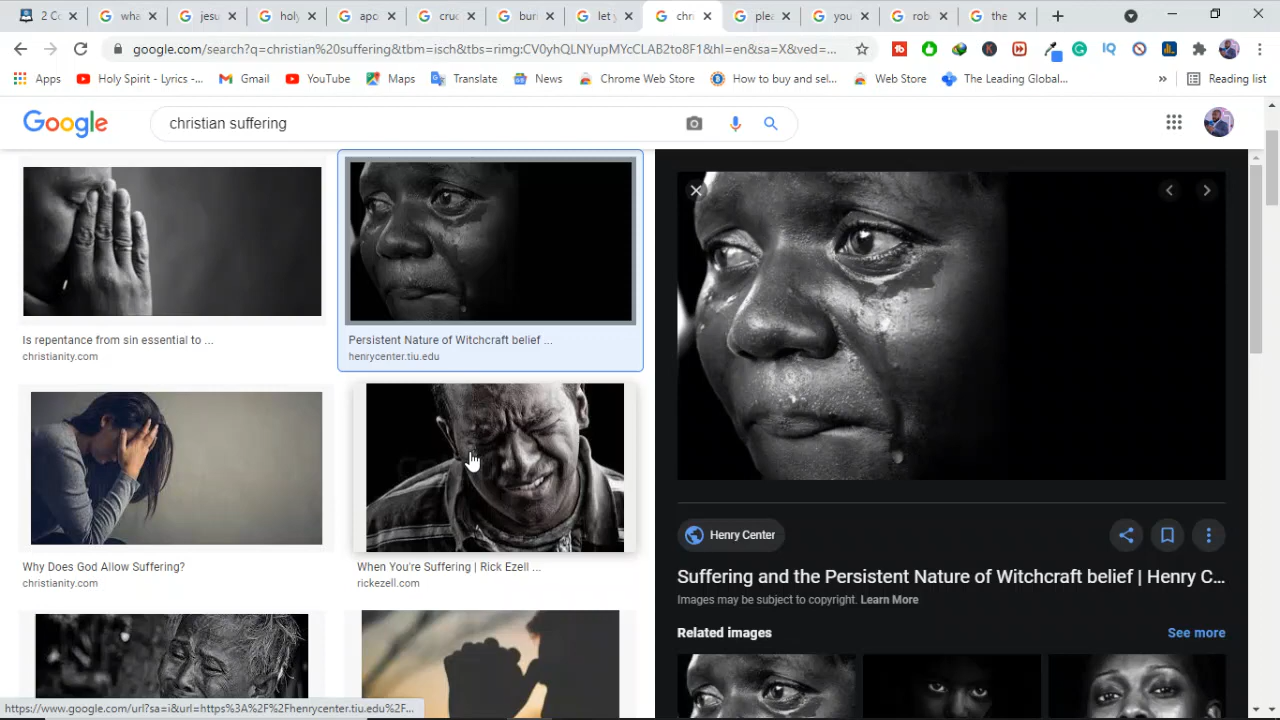 2 Co
wha
jesu
holy
apo
cruc
bur
let y
chri
plea
you
rob
the
google.com/search?q=christian%20suffering&tbm=isch&tbs=rimg:CV0yhQLNYupMYcCLAB2to8F1&hl=en&sa=X&ved=...
Apps
Holy Spirit - Lyrics -...
Gmail
YouTube
Maps
Translate
News
Chrome Web Store
How to buy and sel...
Web Store
The Leading Global...
»
Reading list
Google
christian suffering
Is repentance from sin essential to ...
christianity.com
Persistent Nature of Witchcraft belief ...
henrycenter.tiu.edu
Why Does God Allow Suffering?
christianity.com
When You're Suffering | Rick Ezell ...
rickezell.com
Henry Center
Suffering and the Persistent Nature of Witchcraft belief | Henry C...
Images may be subject to copyright. Learn More
Related images
See more
https://www.google.com/url?sa=i&url=https%3A%2F%2Fhenrycenter.tiu.edu%2F...